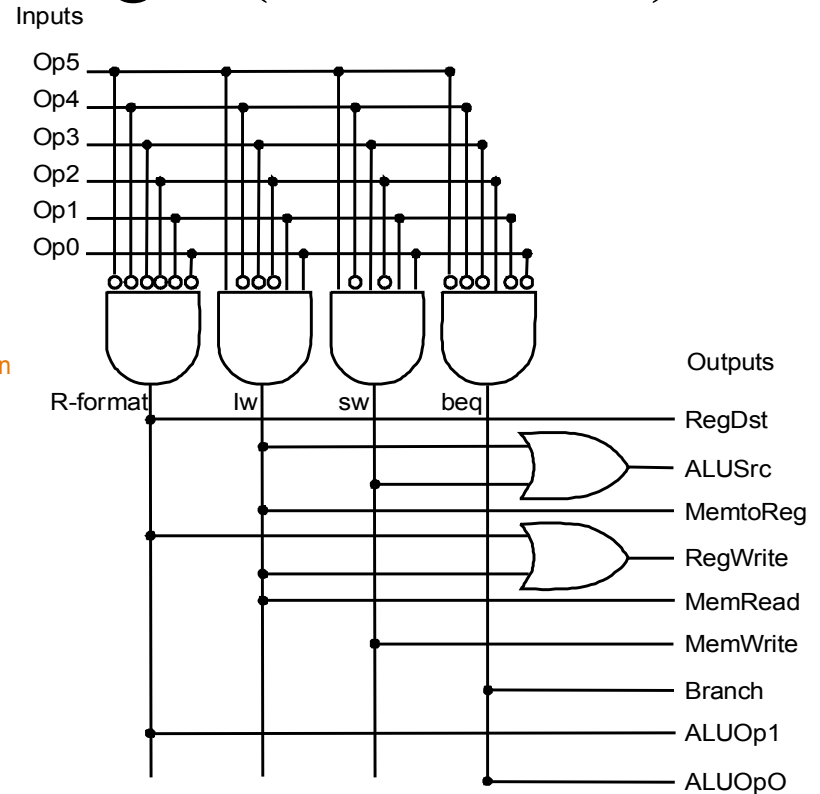 Inputs
Op5
Op4
Op3
Op2
Op1
Op0
n
Outputs
R-format lw sw beq
RegDst
ALUSrc
MemtoReg
RegWrite
MemRead
MemWrite
Branch
ALUOp1
ALUOpO